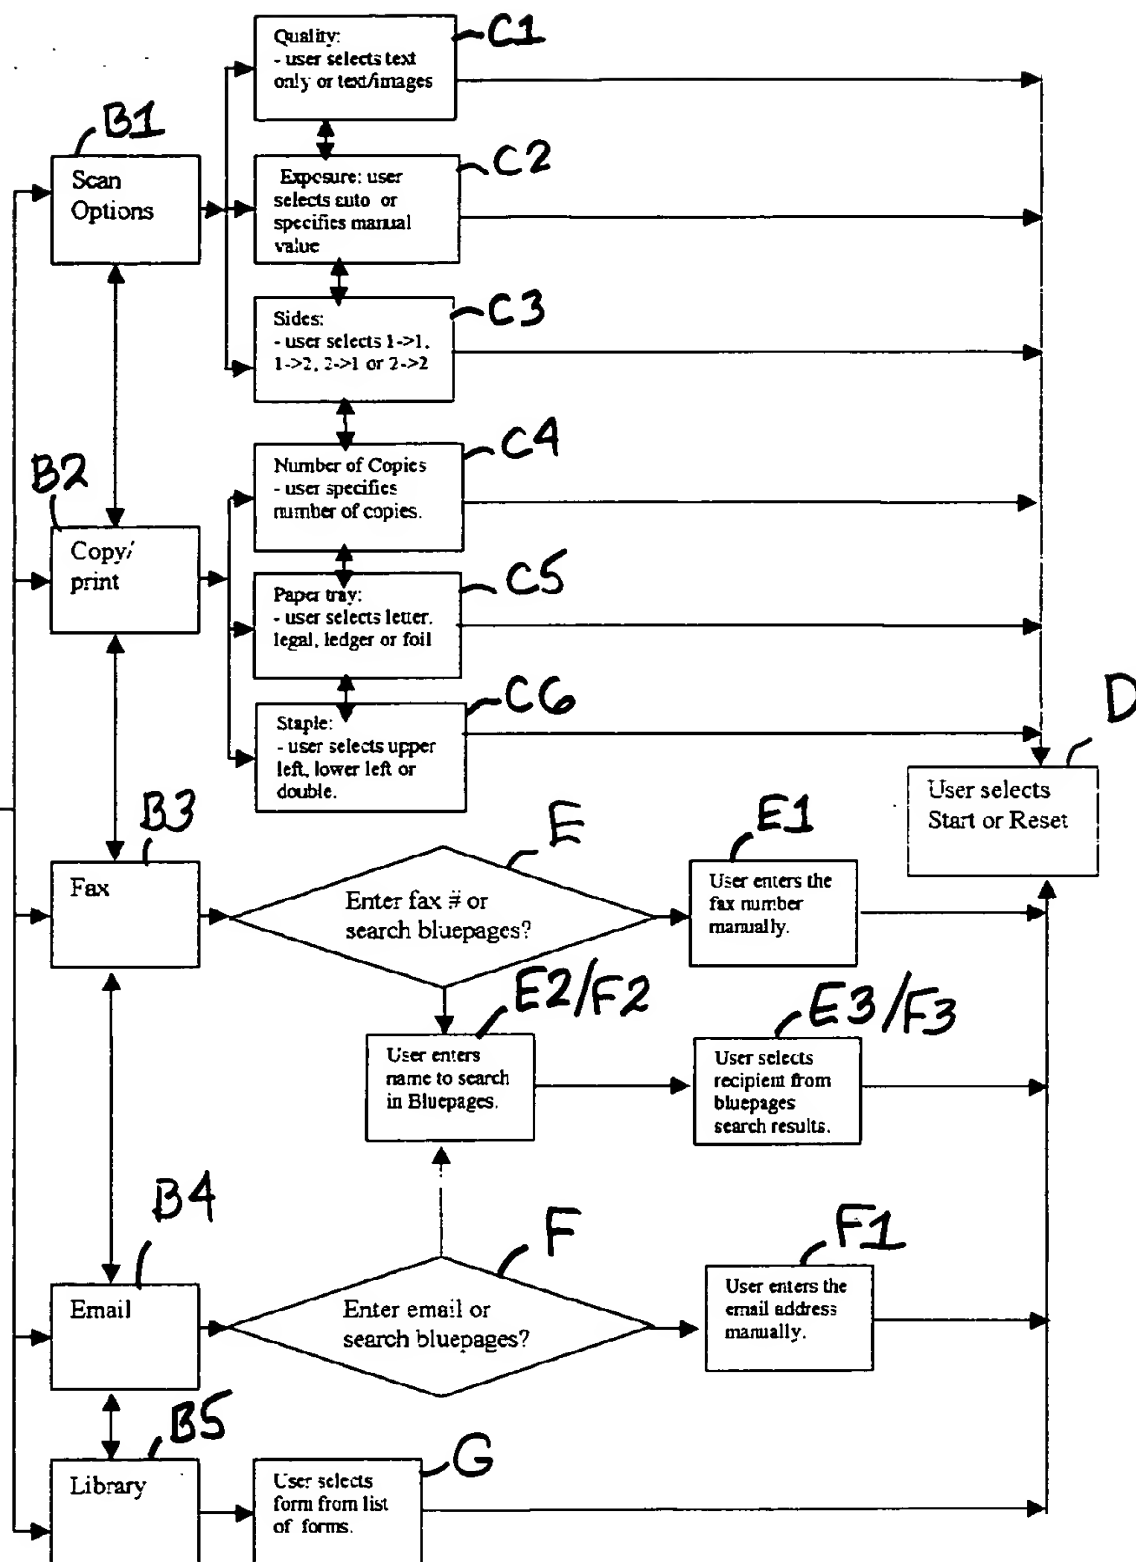 C1
Quality:
- user selects text
only or text/images
B1
Scan
Options
C2
Exposure: user
selects auto or
specifies manual
value
C3
Sides:
- user selects 1->1,
1->2, 2->1 or 2->2
B2
Copy/
print
C4
Number of Copies
- user specifies
number of copies.
C5
Paper tray:
- user selects letter,
legal, ledger or foil
C6
Staple:
- user selects upper
left, lower left or
double.
D
User selects
Start or Reset
B3
Fax
E
Enter fax # or
search bluepages?
E1
User enters the
fax number
manually.
E2/F2
User enters
name to search
in Bluepages.
E3/F3
User selects
recipient from
bluepages
search results.
B4
Email
F
Enter email or
search bluepages?
F1
User enters the
email address
manually.
B5
Library
G
User selects
form from list
of forms.